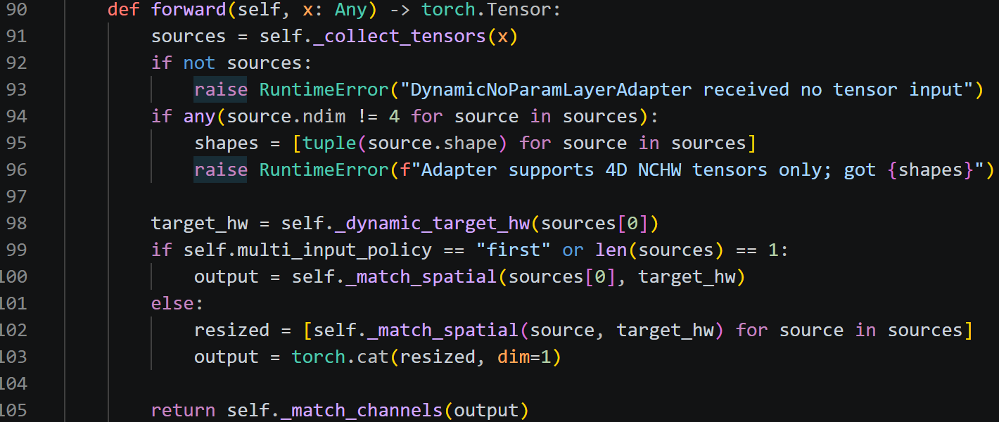 90 def forward(self, x: Any) -> torch.Tensor:
91 sources = self._collect_tensors(x)
92 if not sources:
93 raise RuntimeError("DynamicNoParamLayerAdapter received no tensor input")
94 if any(source.ndim != 4 for source in sources):
95 shapes = [tuple(source.shape) for source in sources]
96 raise RuntimeError(f"Adapter supports 4D NCHW tensors only; got {shapes}")
97
98 target_hw = self._dynamic_target_hw(sources[0])
99 if self.multi_input_policy == "first" or len(sources) == 1:
100 output = self._match_spatial(sources[0], target_hw)
101 else:
102 resized = [self._match_spatial(source, target_hw) for source in sources]
103 output = torch.cat(resized, dim=1)
104
105 return self._match_channels(output)